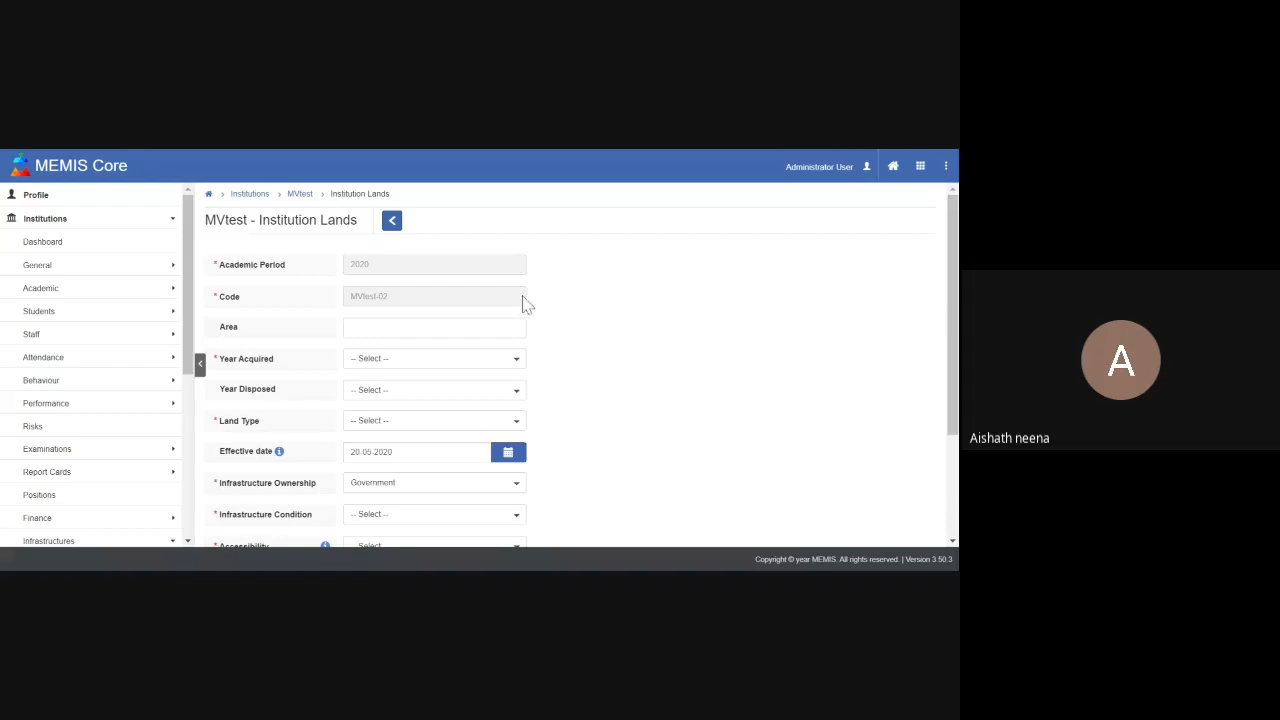 MEMIS Core
Administrator User
Profile
Institutions
Dashboard
General
Academic
Students
Staff
Attendance
Behaviour
Performance
Risks
Examinations
Report Cards
Positions
Finance
Infrastructures
Institutions > MVtest > Institution Lands
MVtest - Institution Lands
* Academic Period 2020
* Code MVtest-02
Area
* Year Acquired -- Select --
Year Disposed -- Select --
* Land Type -- Select --
Effective date 20-05-2020
* Infrastructure Ownership Government
* Infrastructure Condition -- Select --
* Accessibility -- Select --
Copyright © year MEMIS. All rights reserved. | Version 3.50.3
A
Aishath neena